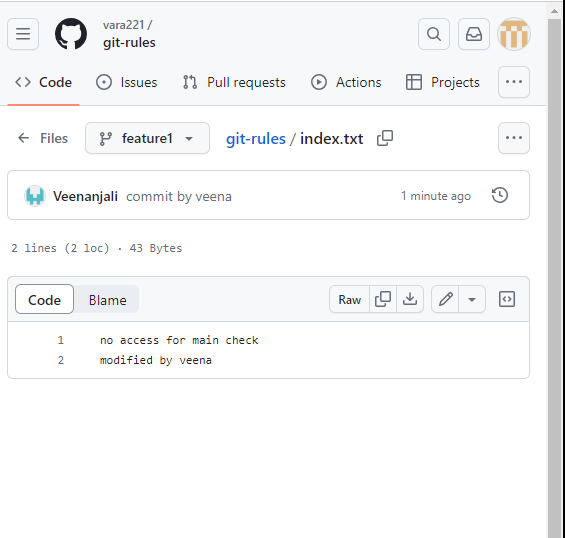 vara221 /
git-rules
Code Issues Pull requests Actions Projects ...
Files feature1 git-rules / index.txt ...
Veenanjali commit by veena 1 minute ago
2 lines (2 loc) · 43 Bytes
Code Blame Raw
1 no access for main check
2 modified by veena